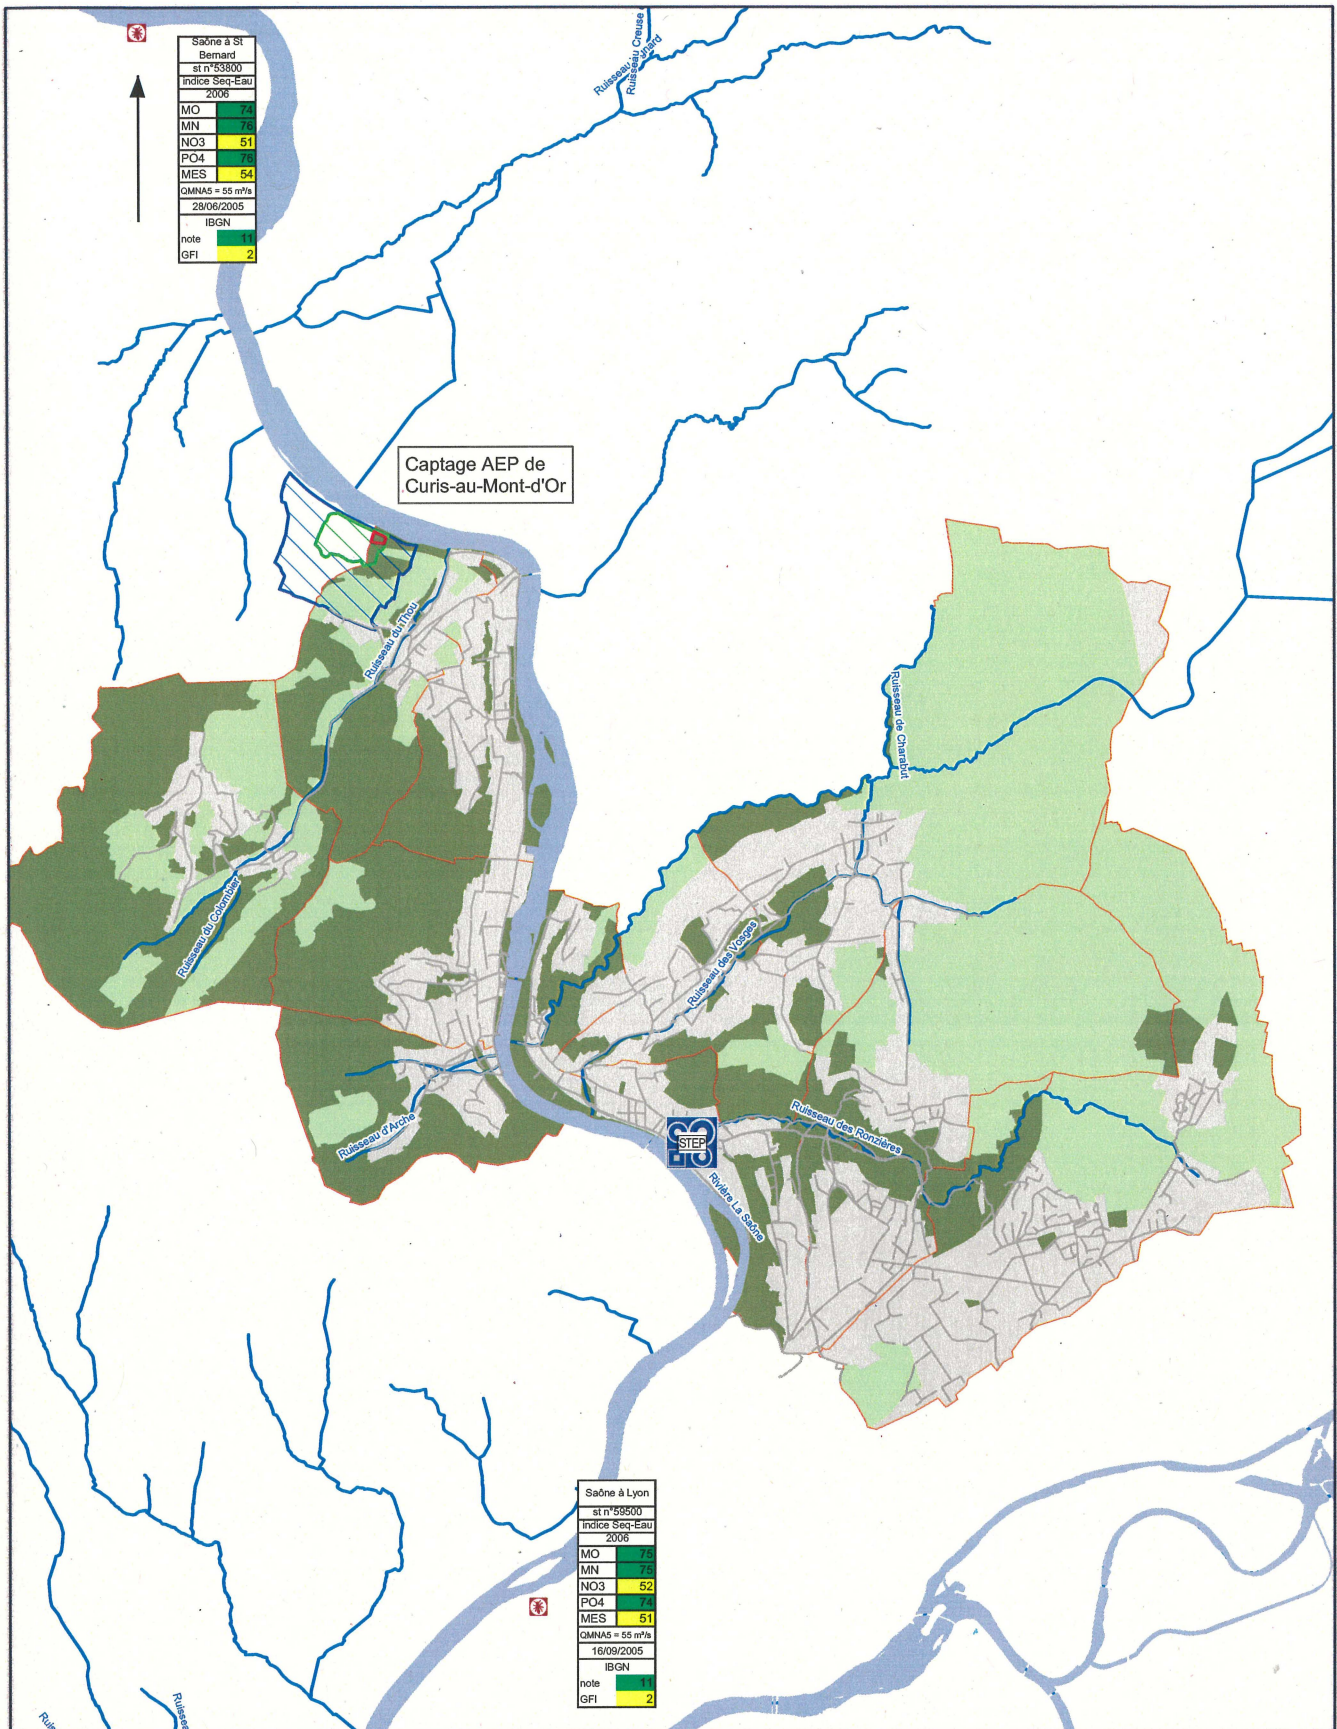 Saône à St
Bernard
st n°53800
indice Seq-Eau
2006
MO 74
MN 76
NO3 51
PO4 76
MES 54
QMNA5 = 55 m³/s
28/06/2005
IBGN
note 11
GFI 2
Ruisseau Creuse
Ruisseau
Captage AEP de
Curis-au-Mont-d'Or
Ruisseau du Thou
Ruisseau de Charabut
Ruisseau du Colombier
Ruisseau des Vosges
Ruisseau d'Arche
STEP
Ruisseau des Ronzières
Rivière La Saône
Saône à Lyon
st n°59500
indice Seq-Eau
2006
MO 75
MN 75
NO3 52
PO4 74
MES 51
QMNA5 = 55 m³/s
16/09/2005
IBGN
note 11
GFI 2